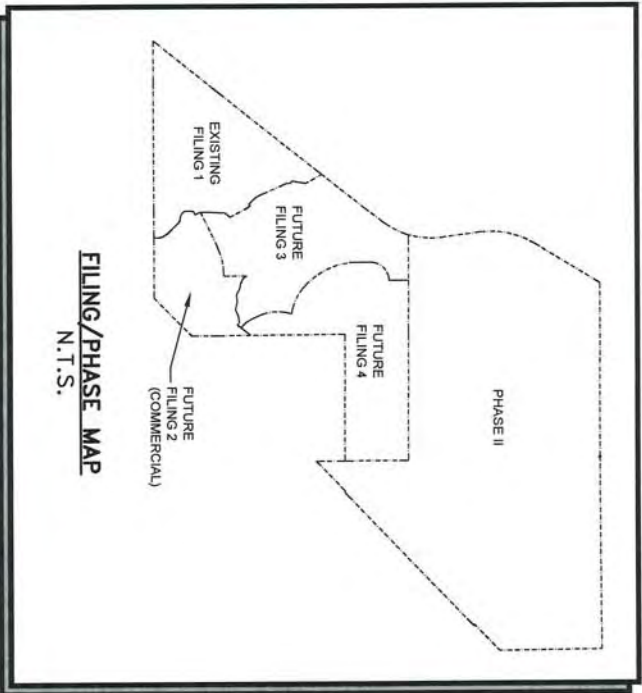 EXISTING
FILING 1
FUTURE
FILING 3
FUTURE
FILING 4
PHASE II
FUTURE
FILING 2
(COMMERCIAL)
FILING/PHASE MAP
N.T.S.